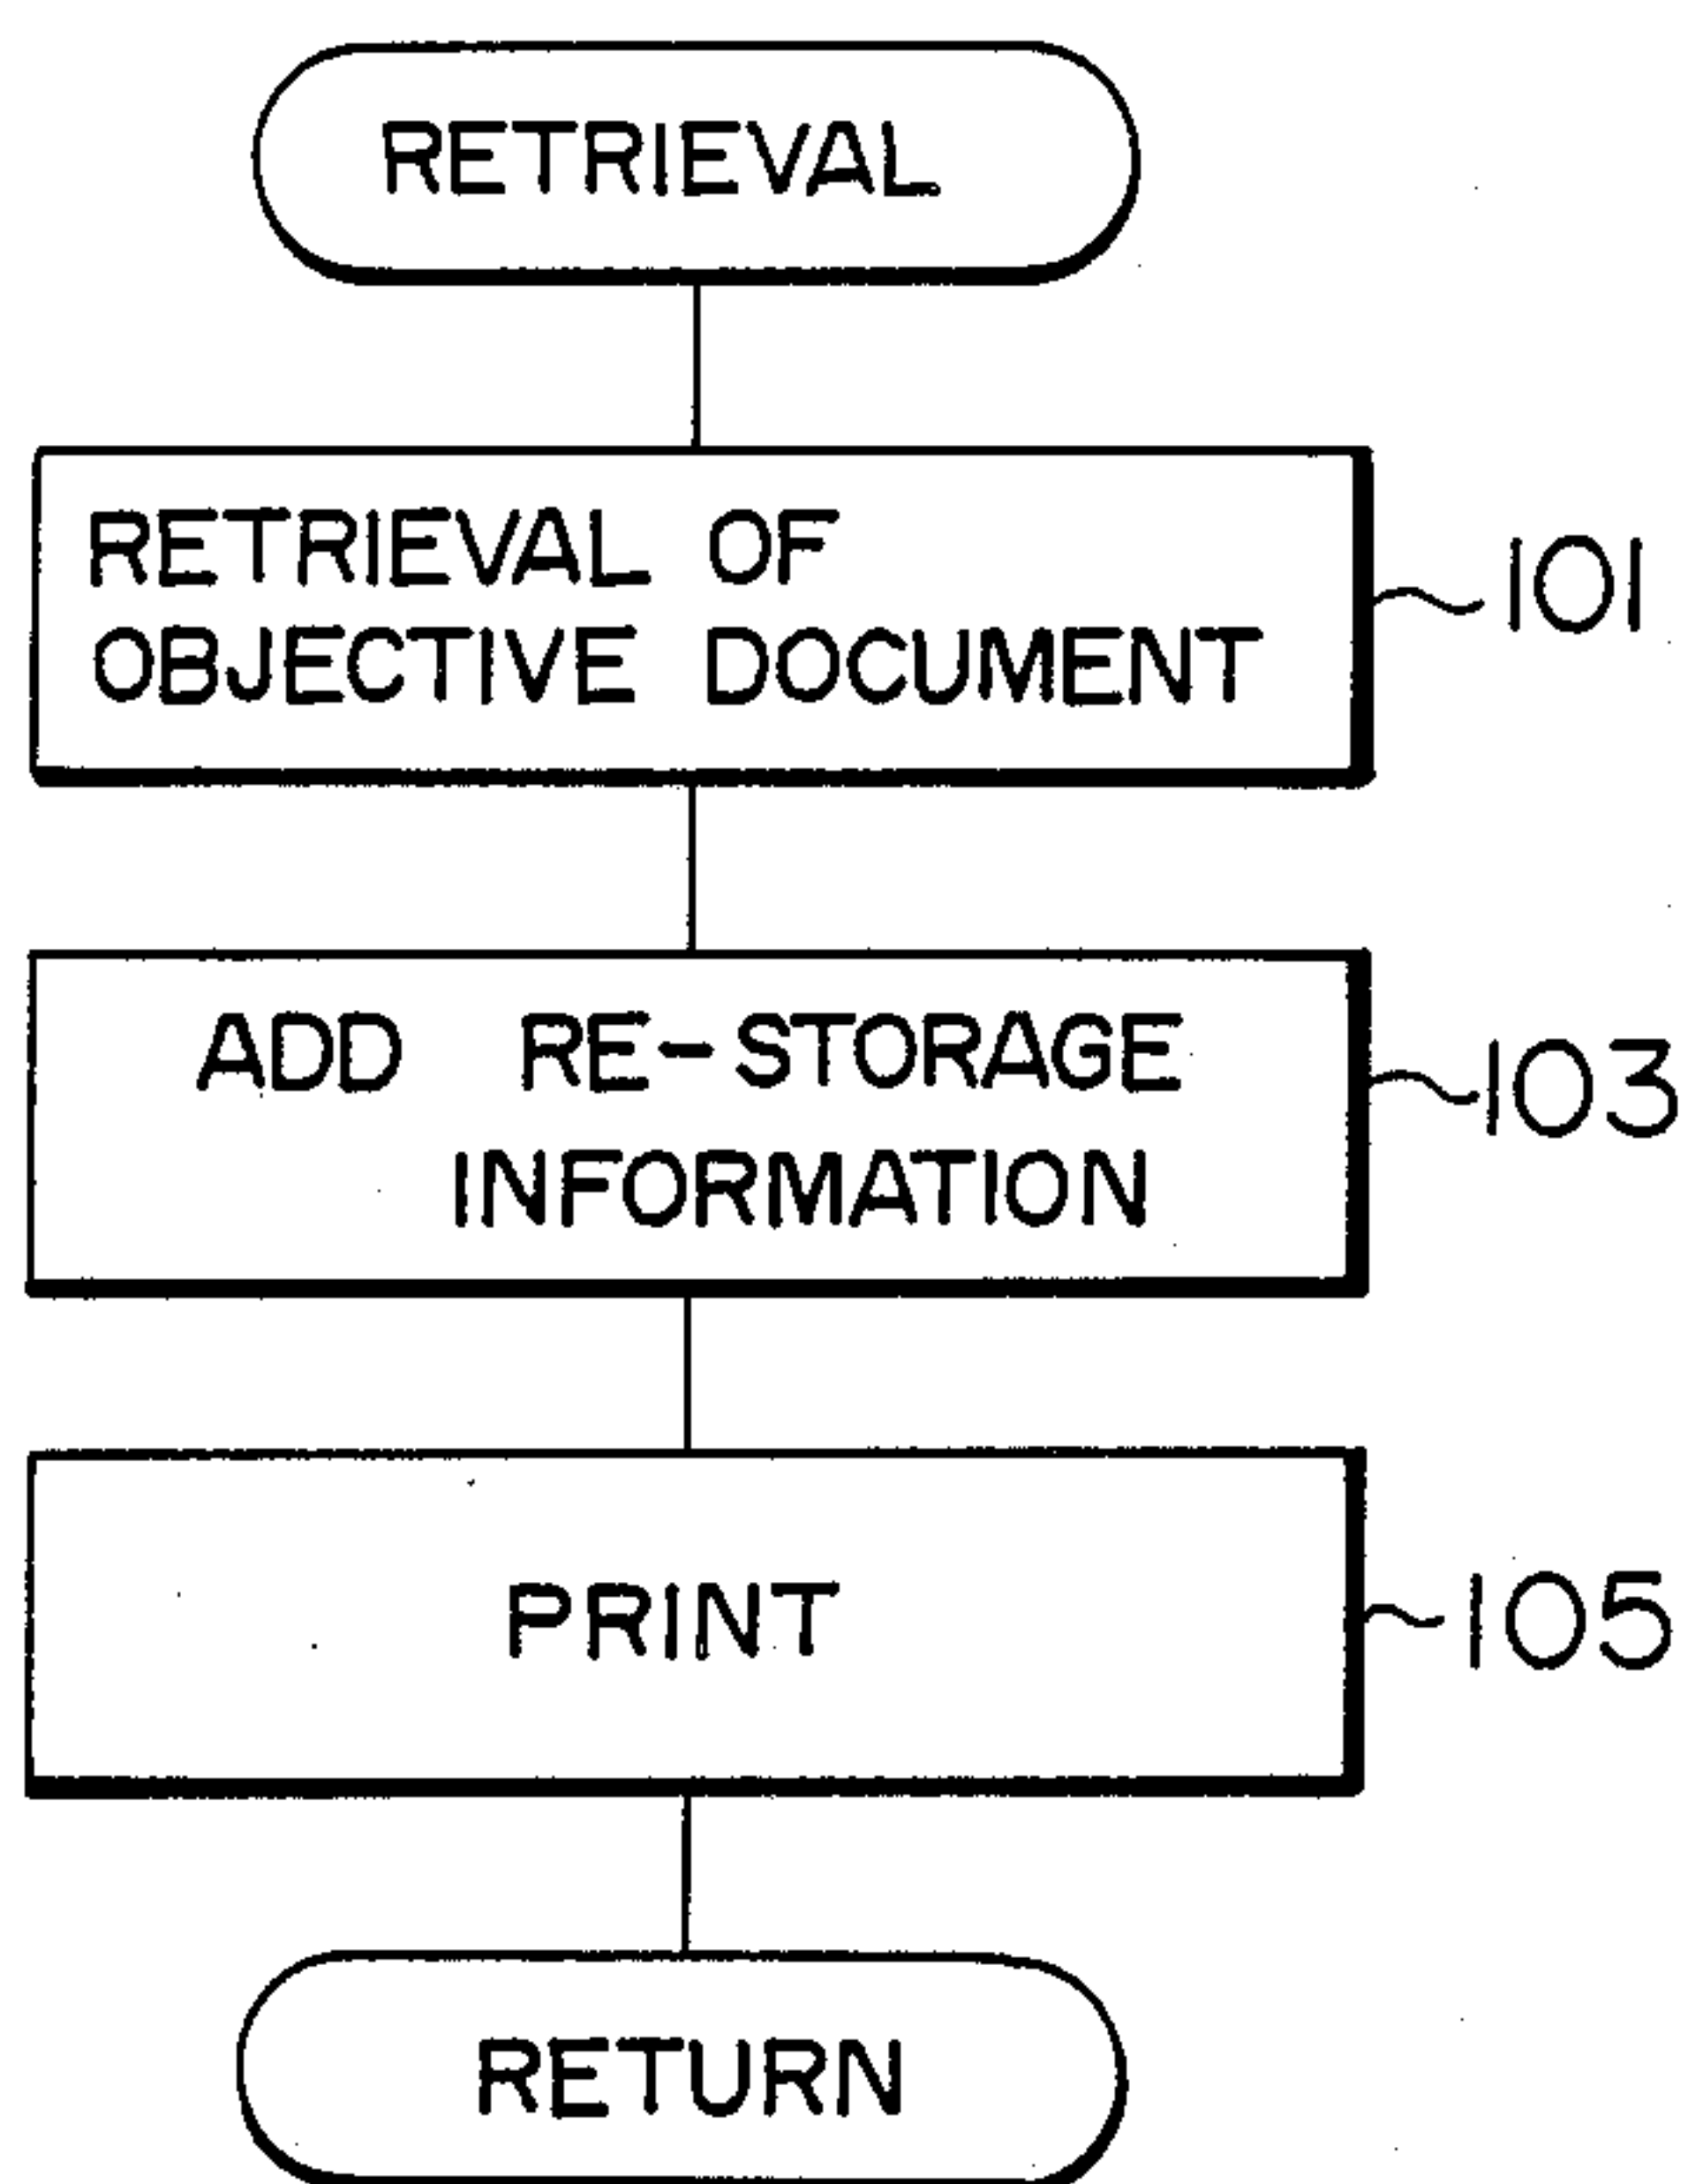 RETRIEVAL
RETRIEVAL OF
OBJECTIVE DOCUMENT
101
ADD RE-STORAGE
INFORMATION
103
PRINT
105
RETURN